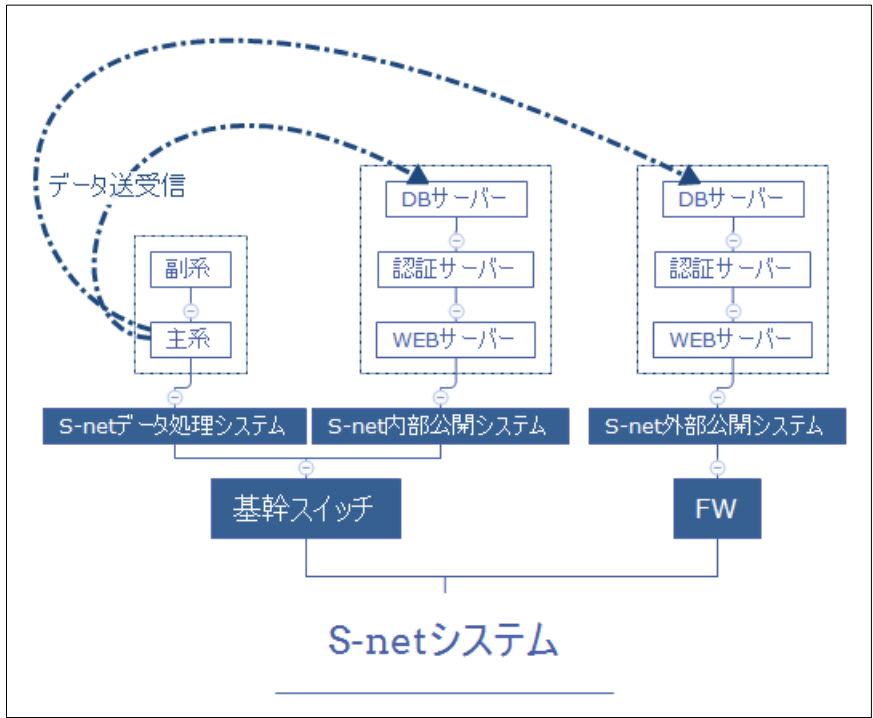 データ送受信
DBサーバー
DBサーバー
副系
認証サーバー
認証サーバー
主系
WEBサーバー
WEBサーバー
S-netデータ処理システム
S-net内部公開システム
S-net外部公開システム
基幹スイッチ
FW
S-netシステム